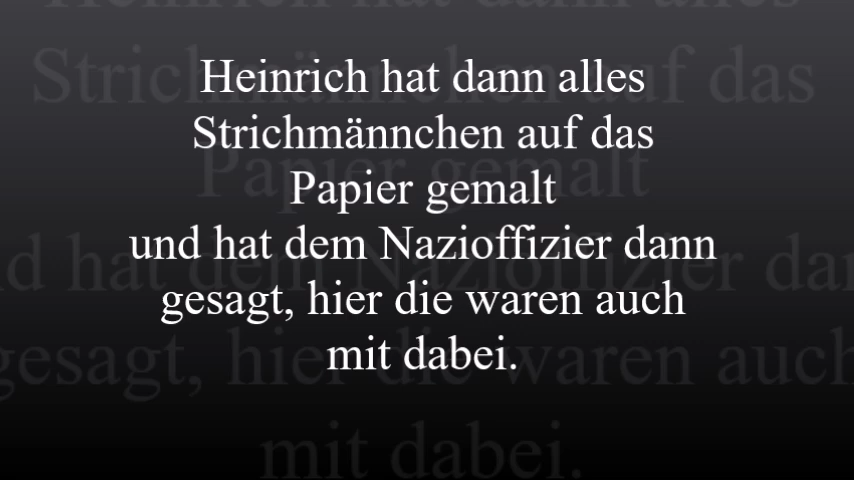 Heinrich hat dann alles
Strichmännchen auf das
Papier gemalt
und hat dem Nazioffizier dann
gesagt, hier die waren auch
mit dabei.